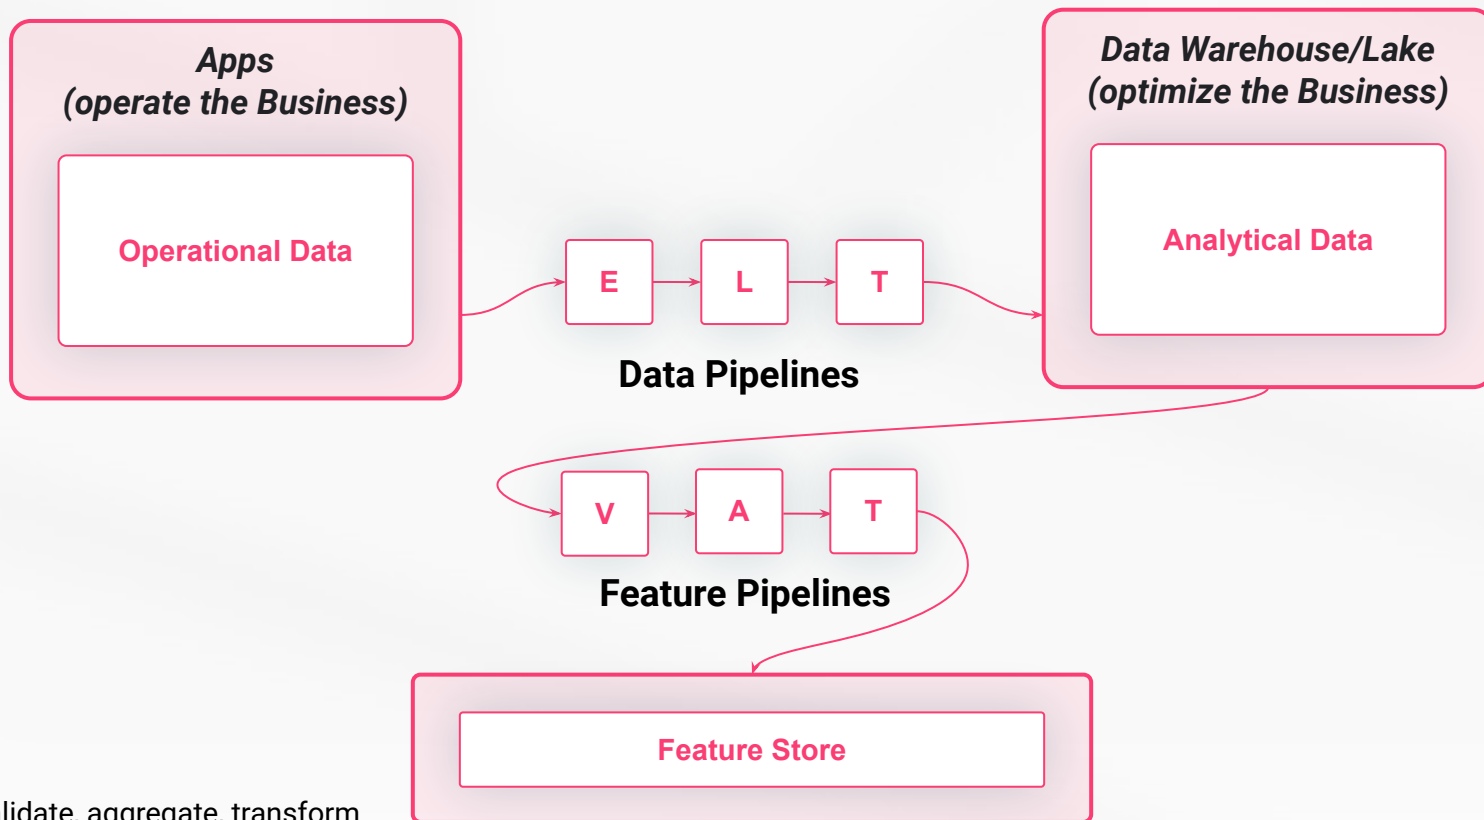 Apps
(operate the Business)
Operational Data
Data Warehouse/Lake
(optimize the Business)
Analytical Data
E
L
T
Data Pipelines
V
A
T
Feature Pipelines
Feature Store
aggregate, transform